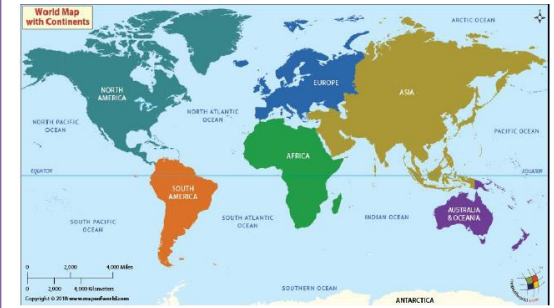 World Map
with Continents
ARCTIC OCEAN
NORTH
AMERICA
EUROPE
ASIA
NORTH ATLANTIC
OCEAN
NORTH PACIFIC
OCEAN
PACIFIC
OCEAN
AFRICA
EQUATOR
EQUATOR
SOUTH
AMERICA
AUSTRALIA
& OCEANIA
SOUTH PACIFIC
OCEAN
SOUTH ATLANTIC
OCEAN
INDIAN OCEAN
0 2,000 4,000 Miles
0 2,000 4,000 Kilometers
SOUTHERN OCEAN
Copyright © 2018 www.mapsofworld.com
ANTARCTICA